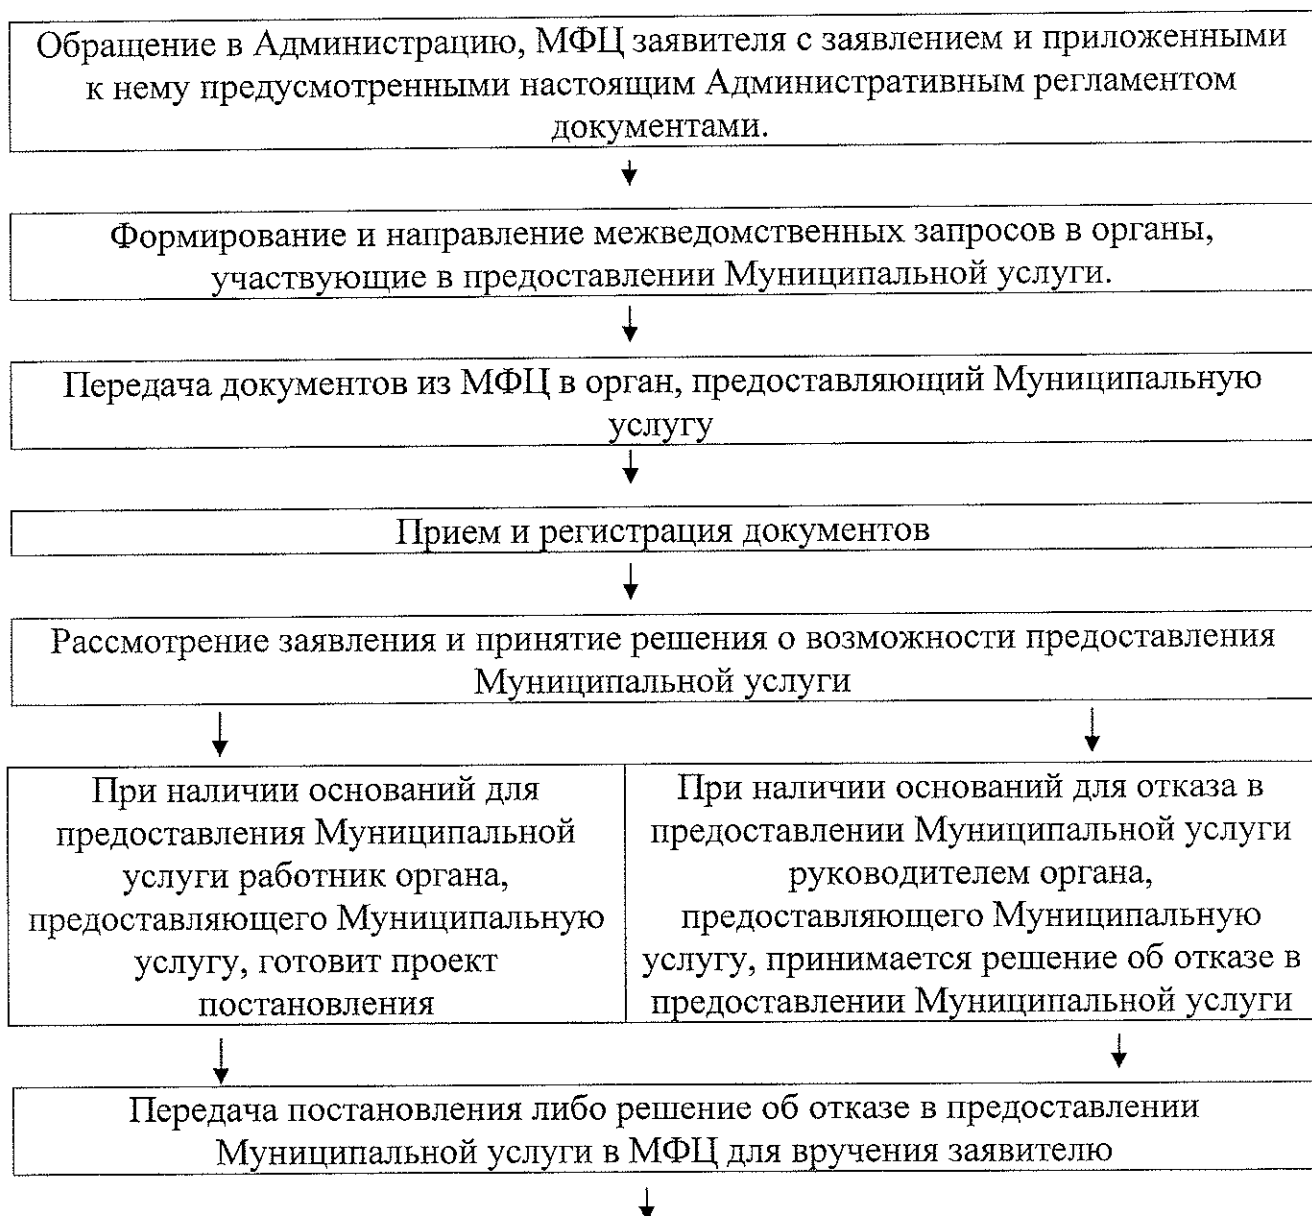 Обращение в Администрацию, МФЦ заявителя с заявлением и приложенными
к нему предусмотренными настоящим Административным регламентом
документами.
Формирование и направление межведомственных запросов в органы,
участвующие в предоставлении Муниципальной услуги.
Передача документов из МФЦ в орган, предоставляющий Муниципальную
услугу
Прием и регистрация документов
Рассмотрение заявления и принятие решения о возможности предоставления
Муниципальной услуги
При наличии оснований для
предоставления Муниципальной
услуги работник органа,
предоставляющего Муниципальную
услугу, готовит проект
постановления
При наличии оснований для отказа в
предоставлении Муниципальной услуги
руководителем органа,
предоставляющего Муниципальную
услугу, принимается решение об отказе в
предоставлении Муниципальной услуги
Передача постановления либо решение об отказе в предоставлении
Муниципальной услуги в МФЦ для вручения заявителю